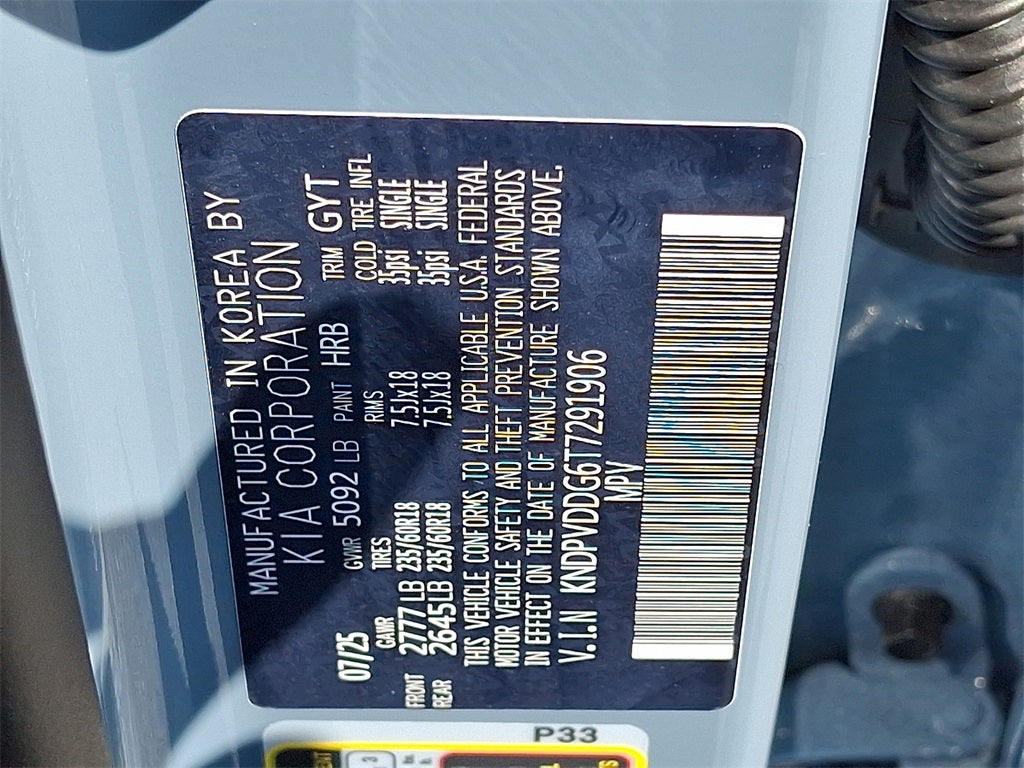 MANUFACTURED IN KOREA BY
KIA CORPORATION
07/25 GVWR 5092 LB PAINT HRB TRIM GYT
GAWR TIRES RIMS COLD TIRE INFL
FRONT 2777 LB 235/60R18 7.5Jx18 35psi SINGLE
REAR 2645LB 235/60R18 7.5Jx18 35psi SINGLE
THIS VEHICLE CONFORMS TO ALL APPLICABLE U.S.A. FEDERAL
MOTOR VEHICLE SAFETY AND THEFT PREVENTION STANDARDS
IN EFFECT ON THE DATE OF MANUFACTURE SHOWN ABOVE.
V.I.N KNDPVDDG6T7291906
MPV
P33